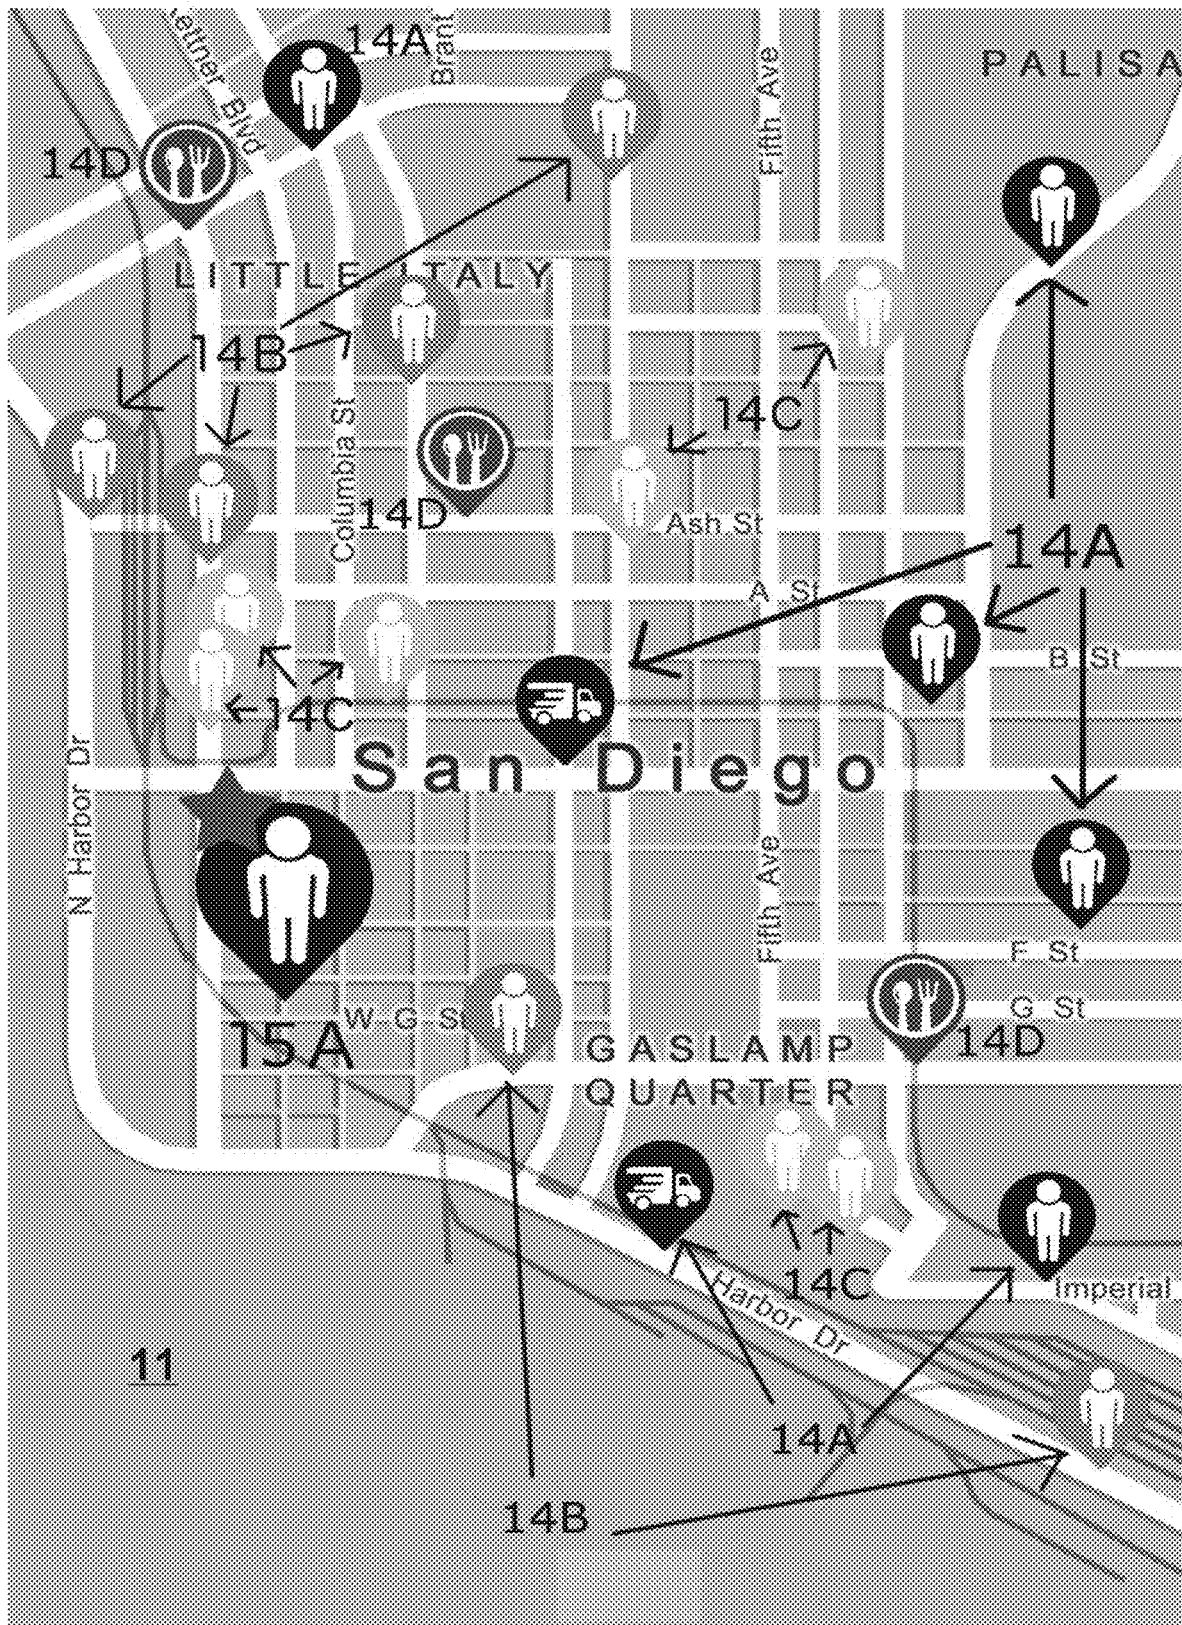 Kettner Blvd
14A
Brant
Fifth Ave
PALISA
14D
LITTLE ITALY
14B
14C
Columbia St
14D
Ash St
14A
A St
B St
14C
San Diego
N Harbor Dr
Fifth Ave
F St
W G St
G St
15A
GASLAMP
QUARTER
14D
14C
Imperial
Harbor Dr
11
14A
14B